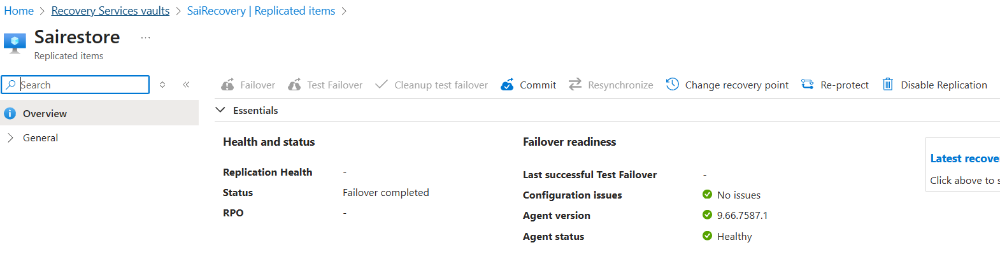 Home > Recovery Services vaults > SaiRecovery | Replicated items >
Sairestore ...
Replicated items
Search
Failover Test Failover Cleanup test failover Commit Resynchronize Change recovery point Re-protect Disable Replication
Overview
General
Essentials
Health and status
Replication Health -
Status Failover completed
RPO -
Failover readiness
Last successful Test Failover -
Configuration issues No issues
Agent version 9.66.7587.1
Agent status Healthy
Latest recove
Click above to s